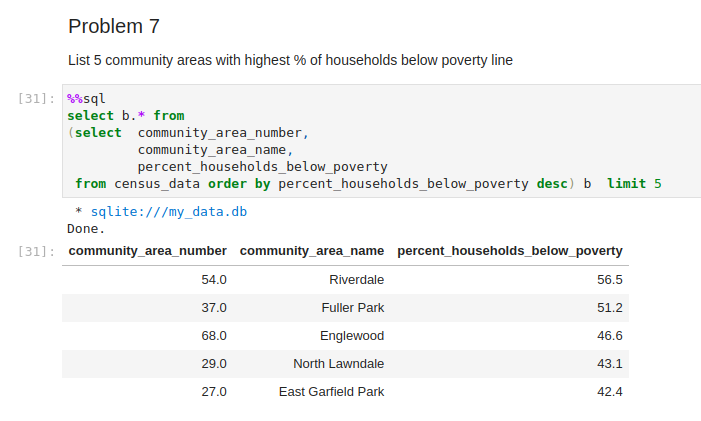 Problem 7
List 5 community areas with highest % of households below poverty line
[31]: %%sql
select b.* from
(select  community_area_number,
community_area_name,
percent_households_below_poverty
from census_data order by percent_households_below_poverty desc) b  limit 5
* sqlite:///my_data.db
Done.
[31]: community_area_number community_area_name percent_households_below_poverty
54.0 Riverdale 56.5
37.0 Fuller Park 51.2
68.0 Englewood 46.6
29.0 North Lawndale 43.1
27.0 East Garfield Park 42.4